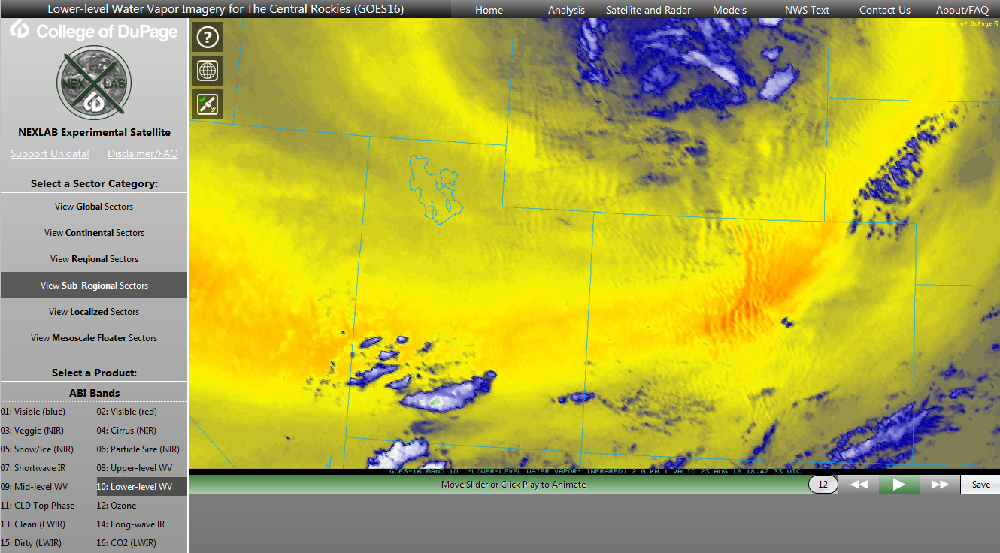 Lower-level Water Vapor Imagery for The Central Rockies (GOES16)
Home Analysis Satellite and Radar Models NWS Text Contact Us About/FAQ
College of DuPage
College of DuPage
?
NEX LAB
NEXLAB Experimental Satellite
Support Unidata! Disclaimer/FAQ
Select a Sector Category:
View Global Sectors
View Continental Sectors
View Regional Sectors
View Sub-Regional Sectors
View Localized Sectors
View Mesoscale Floater Sectors
Select a Product:
ABI Bands
01: Visible (blue) 02: Visible (red)
03: Veggie (NIR) 04: Cirrus (NIR)
05: Snow/Ice (NIR) 06: Particle Size (NIR)
07: Shortwave IR 08: Upper-level WV
09: Mid-level WV 10: Lower-level WV
11: CLD Top Phase 12: Ozone
13: Clean (LWIR) 14: Long-wave IR
15: Dirty (LWIR) 16: CO2 (LWIR)
GOES-16 BAND 10 ("LOWER-LEVEL WATER VAPOR" INFRARED) 2.0 KM | VALID 23 AUG 18 18:47:33 UTC
Move Slider or Click Play to Animate 12 Save